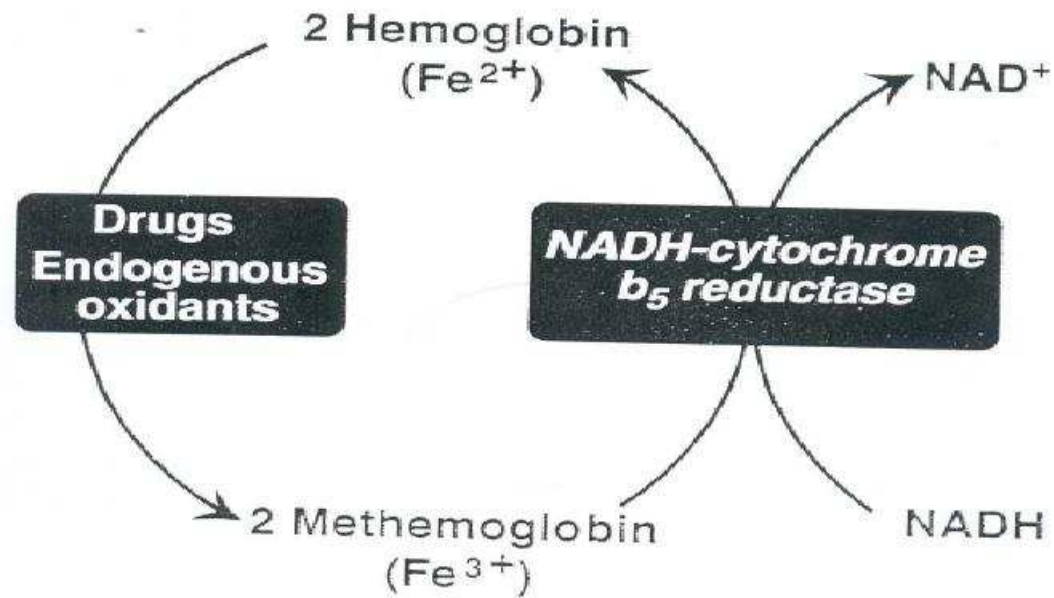 2 Hemoglobin
(Fe²⁺)
NAD⁺
Drugs
Endogenous
oxidants
NADH-cytochrome
b₅ reductase
2 Methemoglobin
(Fe³⁺)
NADH